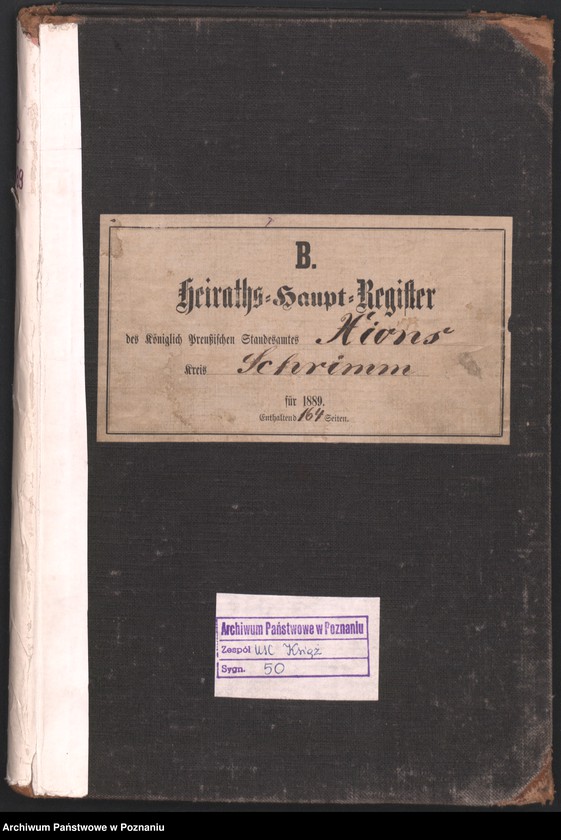 B.
Heiraths-Haupt-Register
des Königlich Preußischen Standesamtes Xions
Kreis Schrimm
für 1889.
Enthaltend 164 Seiten.
Archiwum Państwowe w Poznaniu
Zespół USC Książ
Sygn. 50
Archiwum Państwowe w Poznaniu